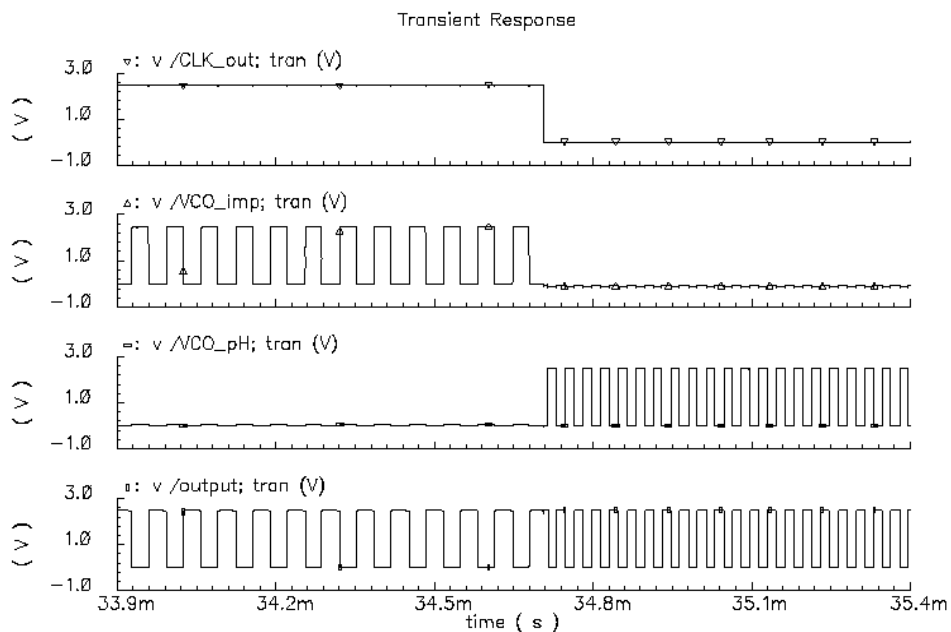 Transient Response
▽: v /CLK_out; tran (V)
3.0
1.0
-1.0
( V )
△: v /VCO_imp; tran (V)
3.0
1.0
-1.0
( V )
▭: v /VCO_pH; tran (V)
3.0
1.0
-1.0
( V )
▯: v /output; tran (V)
3.0
1.0
-1.0
( V )
33.9m 34.2m 34.5m 34.8m 35.1m 35.4m
time ( s )